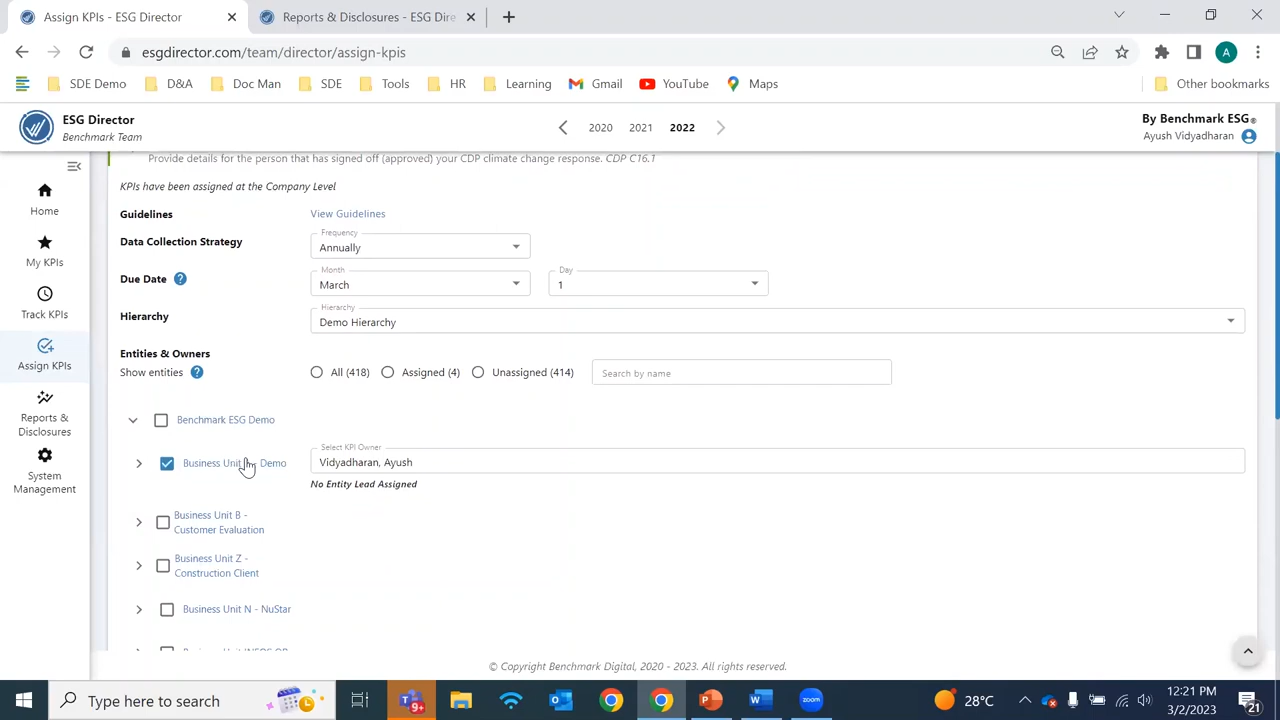 Assign KPIs - ESG Director
Reports & Disclosures - ESG Dire
esgdirector.com/team/director/assign-kpis
A
SDE Demo
D&A
Doc Man
SDE
Tools
HR
Learning
Gmail
YouTube
Maps
Other bookmarks
ESG Director
Benchmark Team
2020
2021
2022
By Benchmark ESG®
Ayush Vidyadharan
Home
My KPIs
Track KPIs
Assign KPIs
Reports &
Disclosures
System
Management
Provide details for the person that has signed off (approved) your CDP climate change response. CDP C16.1
KPIs have been assigned at the Company Level
Guidelines
View Guidelines
Data Collection Strategy
Frequency
Annually
Due Date ?
Month
March
Day
1
Hierarchy
Hierarchy
Demo Hierarchy
Entities & Owners
Show entities ?
All (418)
Assigned (4)
Unassigned (414)
Search by name
Benchmark ESG Demo
Business Unit - Demo
Select KPI Owner
Vidyadharan, Ayush
No Entity Lead Assigned
Business Unit B -
Customer Evaluation
Business Unit Z -
Construction Client
Business Unit N - NuStar
© Copyright Benchmark Digital, 2020 - 2023. All rights reserved.
Type here to search
9+
28°C
12:21 PM
3/2/2023
21